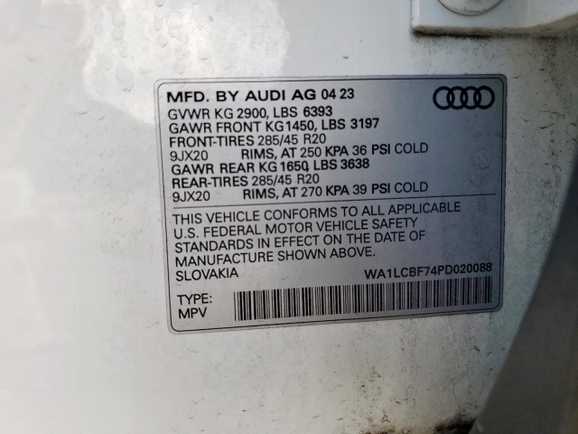 MFD. BY AUDI AG 04 23
GVWR KG 2900, LBS 6393
GAWR FRONT KG1450, LBS 3197
FRONT-TIRES 285/45 R20
9JX20 RIMS, AT 250 KPA 36 PSI COLD
GAWR REAR KG 1650, LBS 3638
REAR-TIRES 285/45 R20
9JX20 RIMS, AT 270 KPA 39 PSI COLD
THIS VEHICLE CONFORMS TO ALL APPLICABLE
U.S. FEDERAL MOTOR VEHICLE SAFETY
STANDARDS IN EFFECT ON THE DATE OF
MANUFACTURE SHOWN ABOVE.
SLOVAKIA WA1LCBF74PD020088
TYPE:
MPV